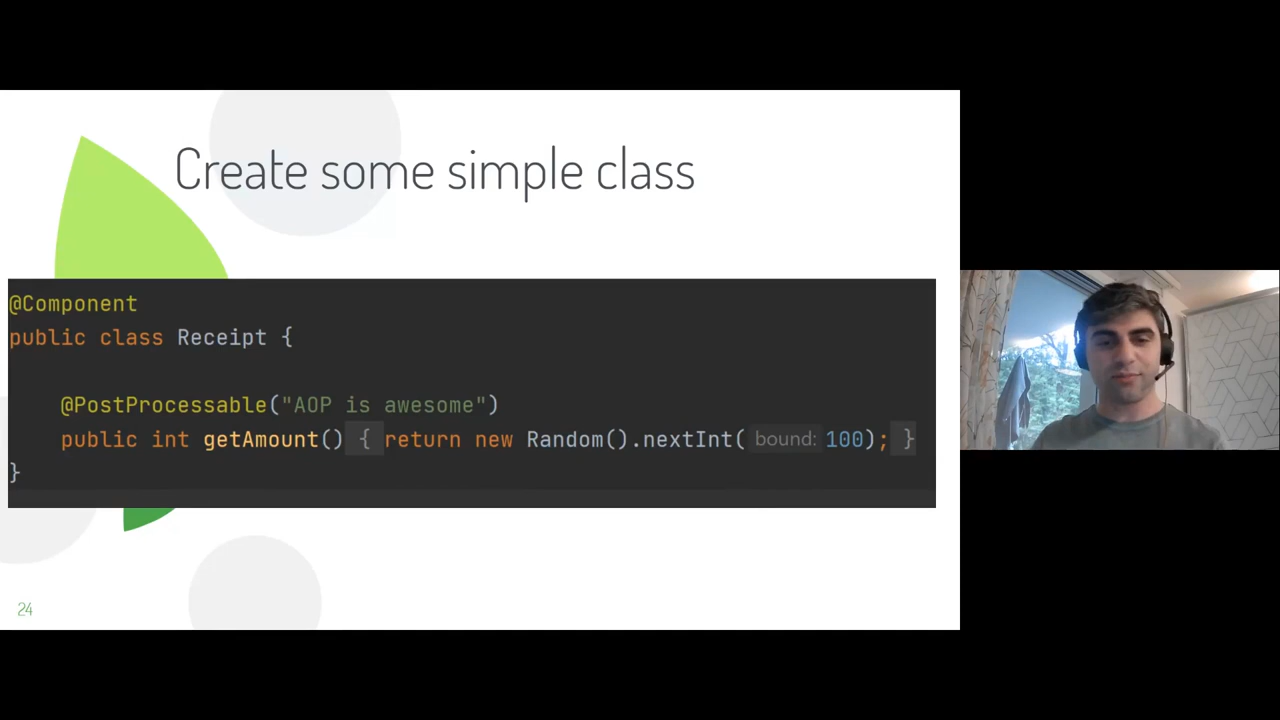 Create some simple class
@Component
public class Receipt {
@PostProcessable("AOP is awesome")
public int getAmount() { return new Random().nextInt( bound: 100); }
}
24